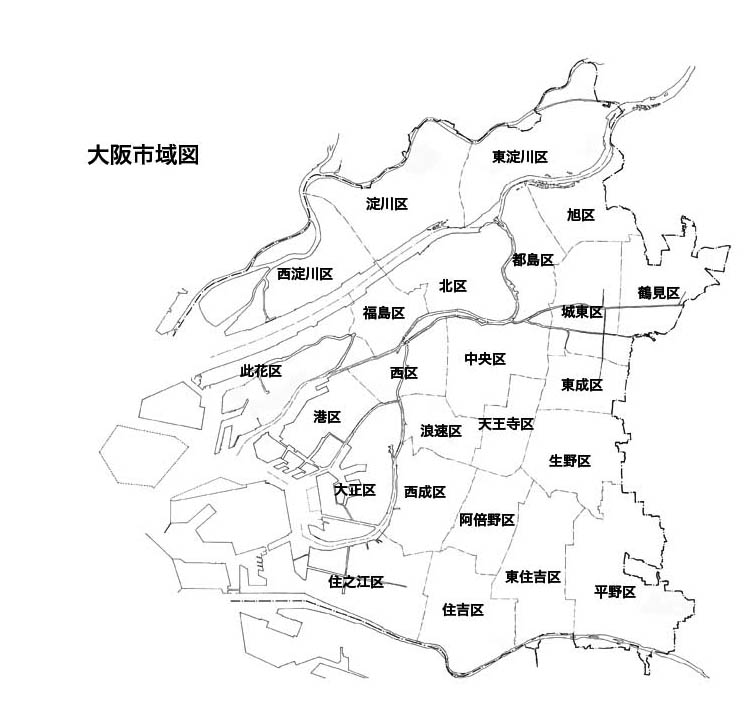 大阪市域図
東淀川区
淀川区
旭区
都島区
西淀川区
北区
鶴見区
福島区
城東区
中央区
此花区
西区
東成区
港区
天王寺区
浪速区
生野区
大正区
西成区
阿倍野区
東住吉区
住之江区
平野区
住吉区